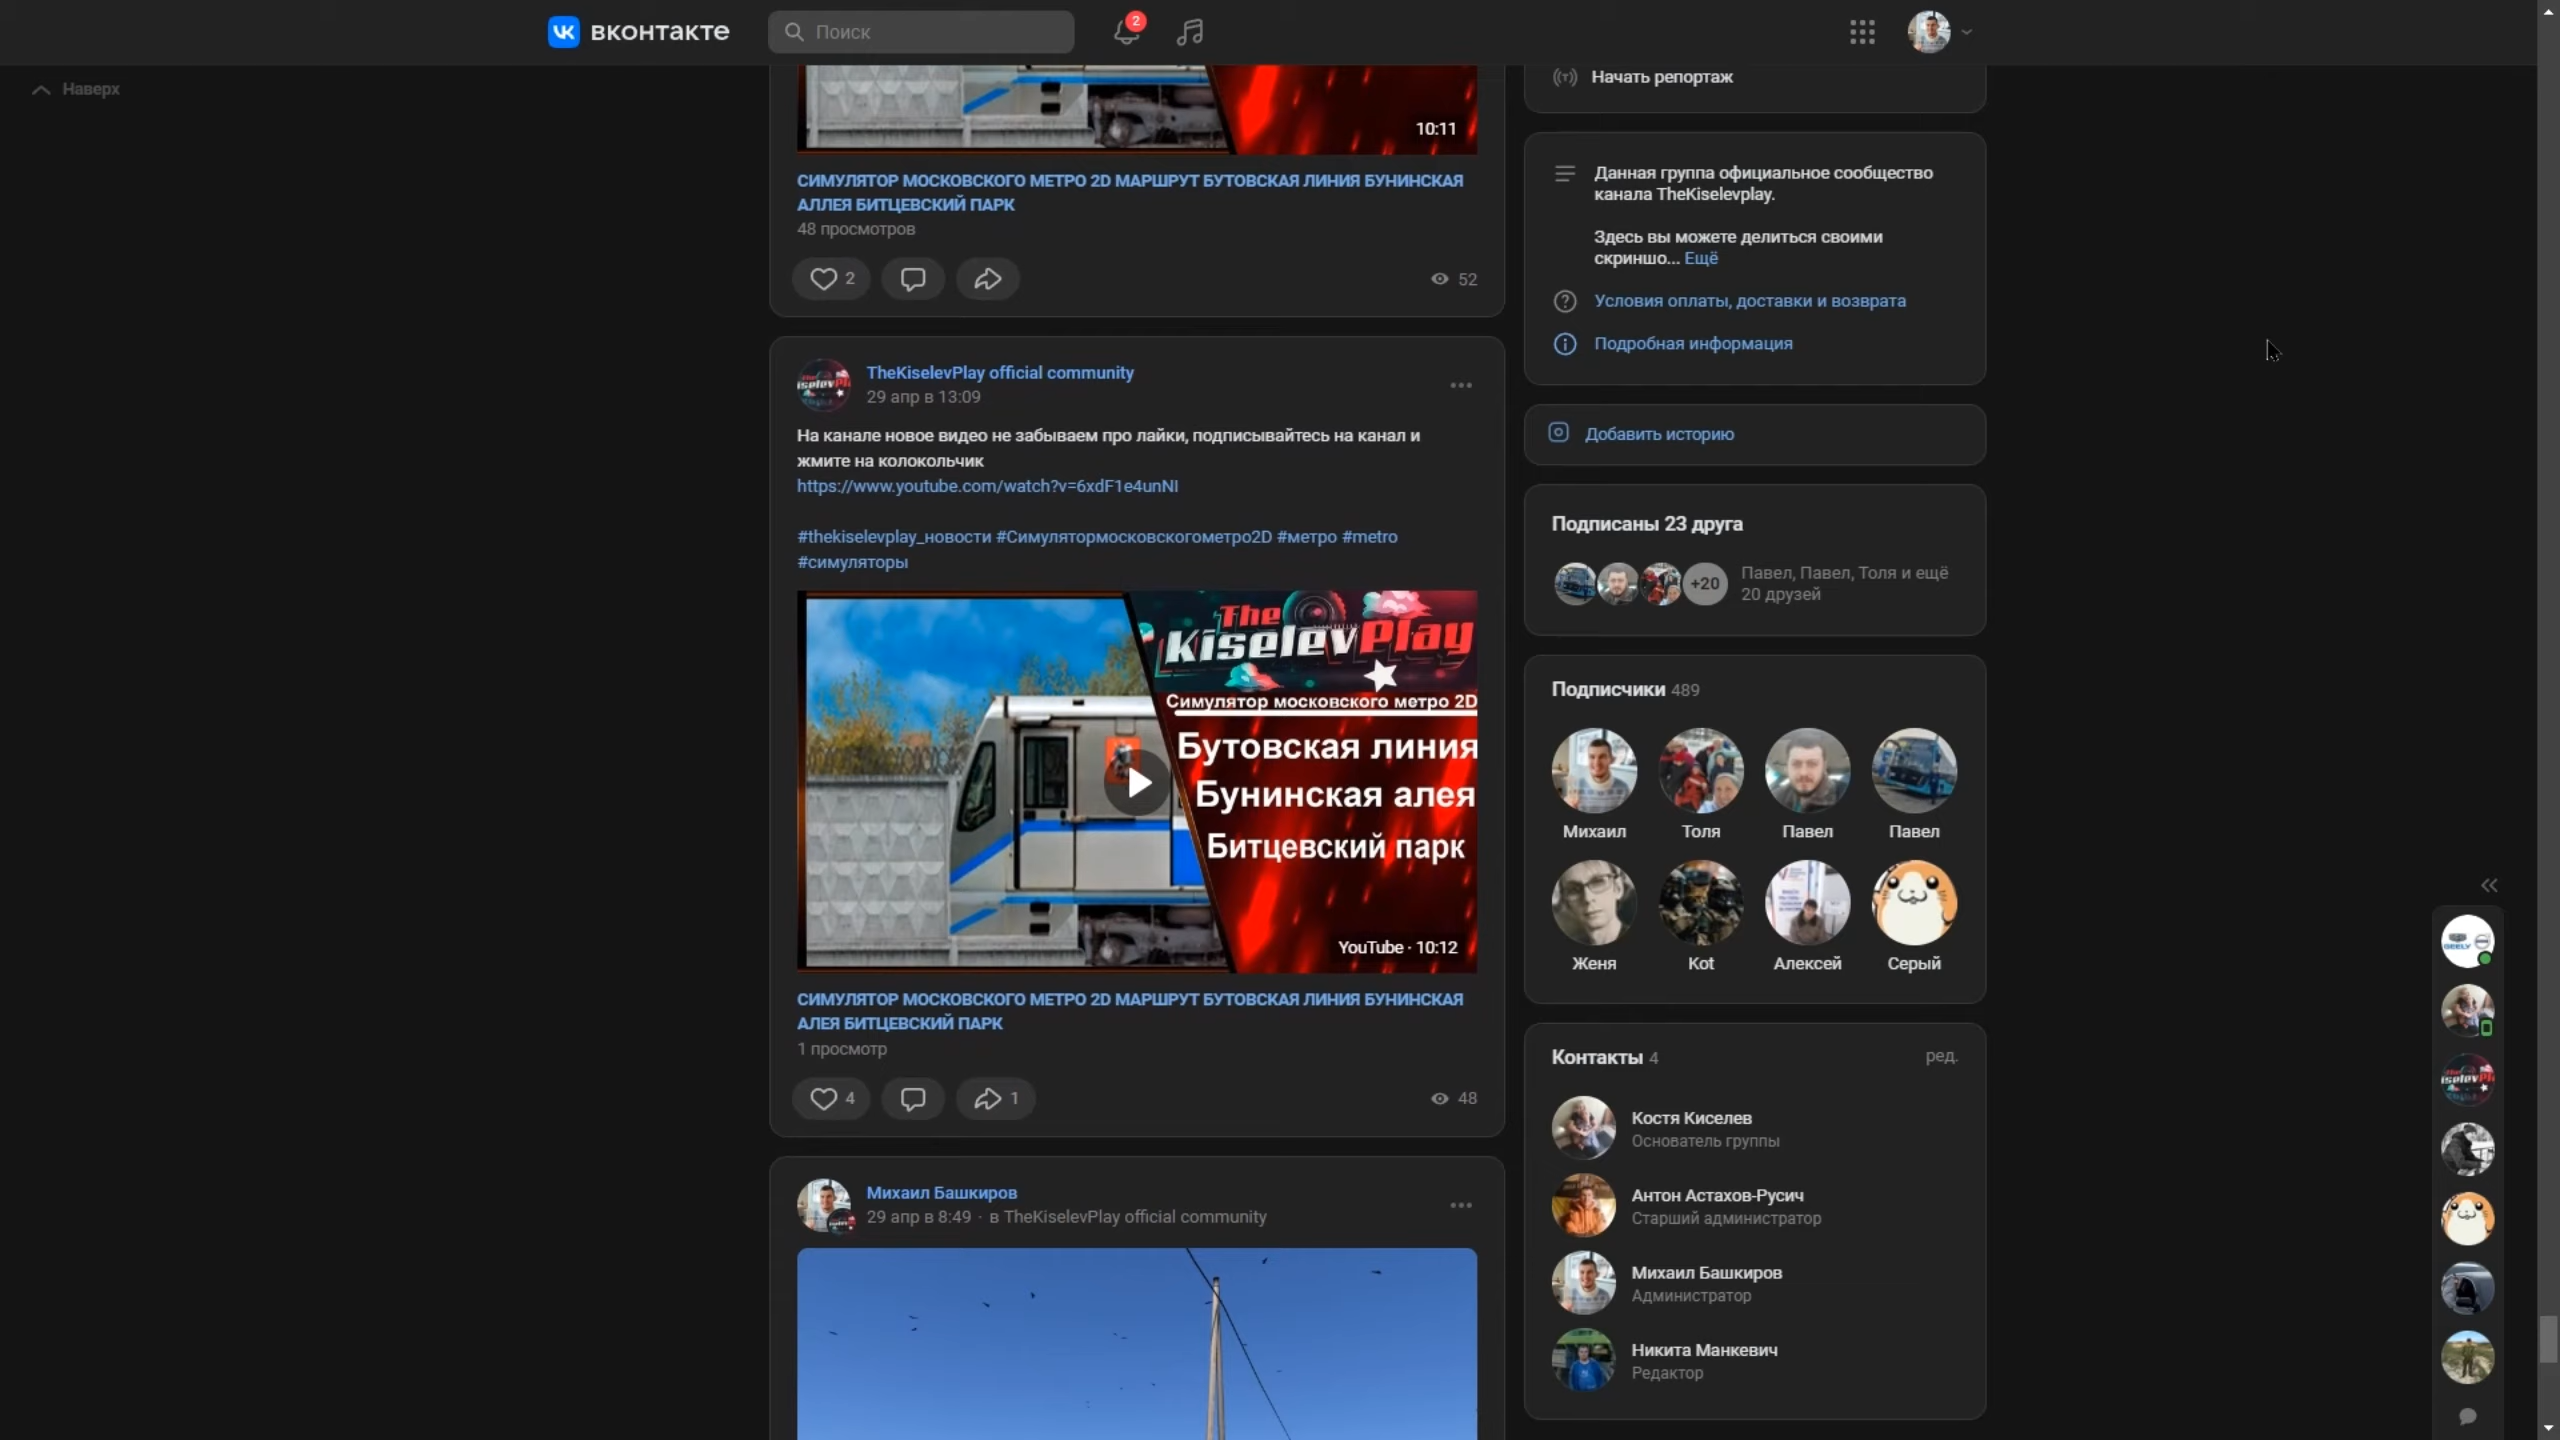 вконтакте
Поиск
2
Наверх
10:11
СИМУЛЯТОР МОСКОВСКОГО МЕТРО 2D МАРШРУТ БУТОВСКАЯ ЛИНИЯ БУНИНСКАЯ
АЛЛЕЯ БИТЦЕВСКИЙ ПАРК
48 просмотров
2
52
TheKiselevPlay official community
29 апр в 13:09
На канале новое видео не забываем про лайки, подписывайтесь на канал и
жмите на колокольчик
https://www.youtube.com/watch?v=6xdF1e4unNI
#thekiselevplay_новости #Симулятормосковскогометро2D #метро #metro
#симуляторы
The
KiselevPlay
Симулятор московского метро 2D
Бутовская линия
Бунинская алея
Битцевский парк
YouTube · 10:12
СИМУЛЯТОР МОСКОВСКОГО МЕТРО 2D МАРШРУТ БУТОВСКАЯ ЛИНИЯ БУНИНСКАЯ
АЛЕЯ БИТЦЕВСКИЙ ПАРК
1 просмотр
4
1
48
Михаил Башкиров
29 апр в 8:49 · в TheKiselevPlay official community
Начать репортаж
Данная группа официальное сообщество
канала TheKiselevplay.
Здесь вы можете делиться своими
скриншо... Ещё
Условия оплаты, доставки и возврата
Подробная информация
Добавить историю
Подписаны 23 друга
+20
Павел, Павел, Толя и ещё
20 друзей
Подписчики 489
Михаил
Толя
Павел
Павел
Женя
Kot
Алексей
Серый
Контакты 4
ред.
Костя Киселев
Основатель группы
Антон Астахов-Русич
Старший администратор
Михаил Башкиров
Администратор
Никита Манкевич
Редактор
GEELY